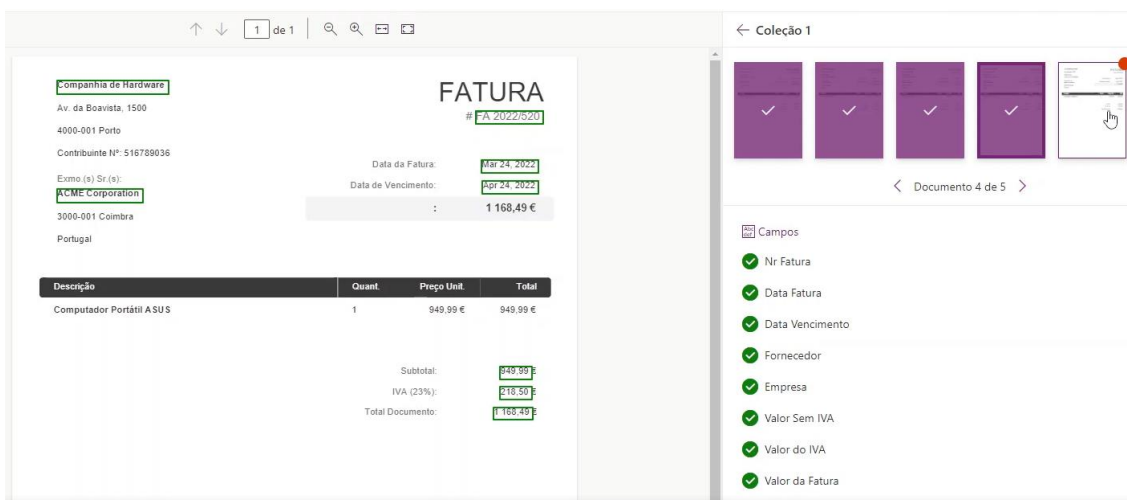 1 de 1
Companhia de Hardware
Av. da Boavista, 1500
4000-001 Porto
Contribuinte Nº: 516789036
Exmo.(s) Sr.(s):
ACME Corporation
3000-001 Coimbra
Portugal
FATURA
# FA 2022/520
Data da Fatura: Mar 24, 2022
Data de Vencimento: Apr 24, 2022
: 1 168,49 €
Descrição Quant. Preço Unit. Total
Computador Portátil ASUS 1 949,99 € 949,99 €
Subtotal: 949,99 €
IVA (23%): 218,50 €
Total Documento: 1 168,49 €
← Coleção 1
< Documento 4 de 5 >
Abc def Campos
Nr Fatura
Data Fatura
Data Vencimento
Fornecedor
Empresa
Valor Sem IVA
Valor do IVA
Valor da Fatura